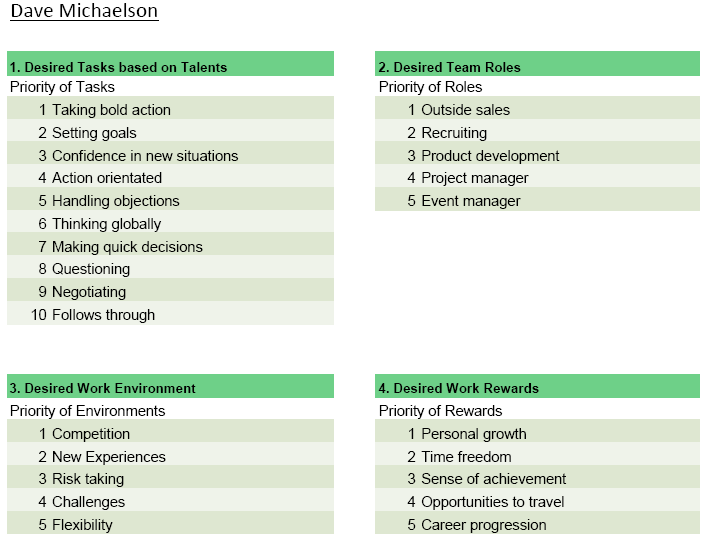 Dave Michaelson
1. Desired Tasks based on Talents
Priority of Tasks
1 Taking bold action
2 Setting goals
3 Confidence in new situations
4 Action orientated
5 Handling objections
6 Thinking globally
7 Making quick decisions
8 Questioning
9 Negotiating
10 Follows through
2. Desired Team Roles
Priority of Roles
1 Outside sales
2 Recruiting
3 Product development
4 Project manager
5 Event manager
3. Desired Work Environment
Priority of Environments
1 Competition
2 New Experiences
3 Risk taking
4 Challenges
5 Flexibility
4. Desired Work Rewards
Priority of Rewards
1 Personal growth
2 Time freedom
3 Sense of achievement
4 Opportunities to travel
5 Career progression